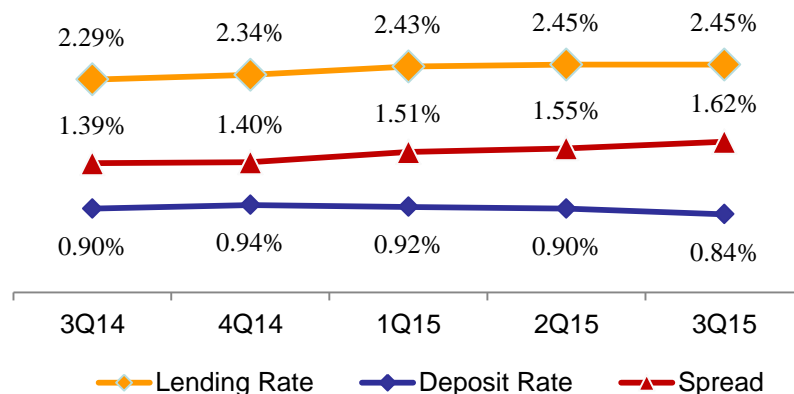 2.29% 2.34% 2.43% 2.45% 2.45%
1.39% 1.40% 1.51% 1.55% 1.62%
0.90% 0.94% 0.92% 0.90% 0.84%
3Q14 4Q14 1Q15 2Q15 3Q15
Lending Rate Deposit Rate Spread